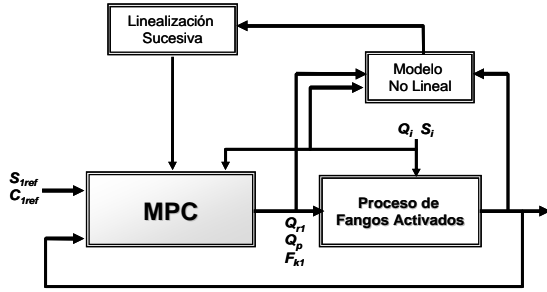 Linealización
Sucesiva
Modelo
No Lineal
Qi Si
S1ref
C1ref
MPC
Qr1
Qp
Fk1
Proceso de
Fangos Activados